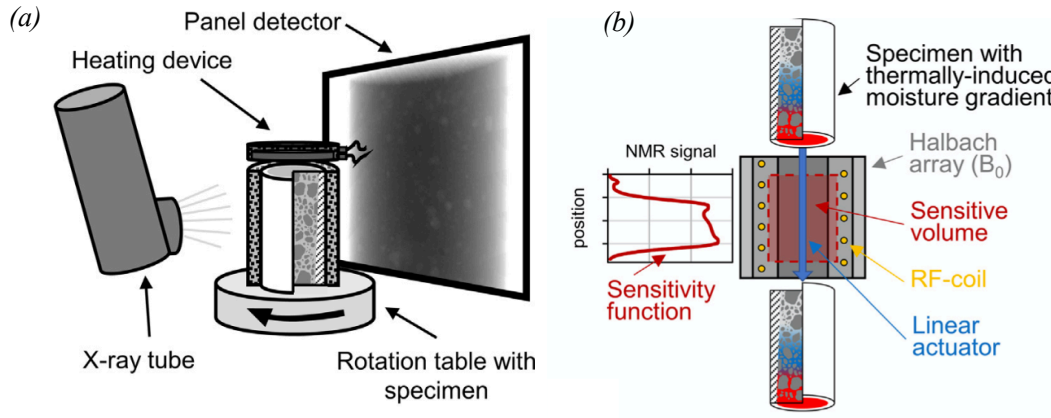 (a)
Panel detector
Heating device
X-ray tube
Rotation table with
specimen
(b)
Specimen with
thermally-induced
moisture gradient
NMR signal
position
Sensitivity
function
Halbach
array (B₀)
Sensitive
volume
RF-coil
Linear
actuator